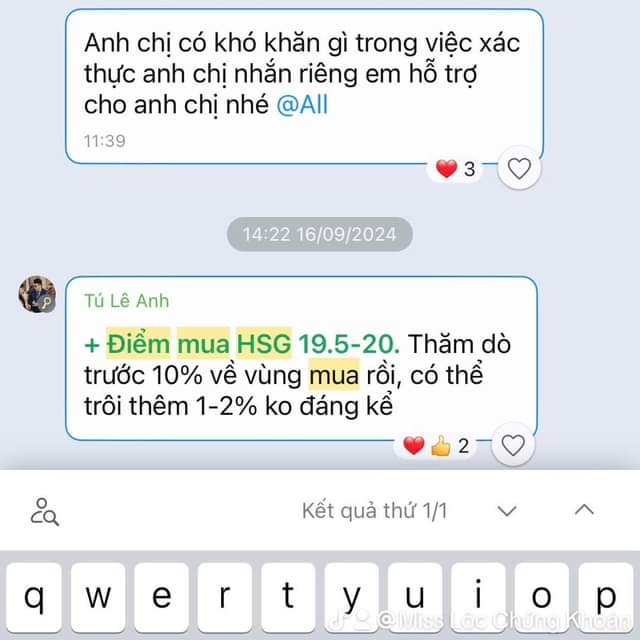 Anh chị có khó khăn gì trong việc xác
thực anh chị nhắn riêng em hỗ trợ
cho anh chị nhé @All
11:39
3
14:22 16/09/2024
Tú Lê Anh
+ Điểm mua HSG 19.5-20. Thăm dò
trước 10% về vùng mua rồi, có thể
trôi thêm 1-2% ko đáng kể
2
Kết quả thứ 1/1
q w e r t y u i o p
@Miss Lộc Chứng Khoán